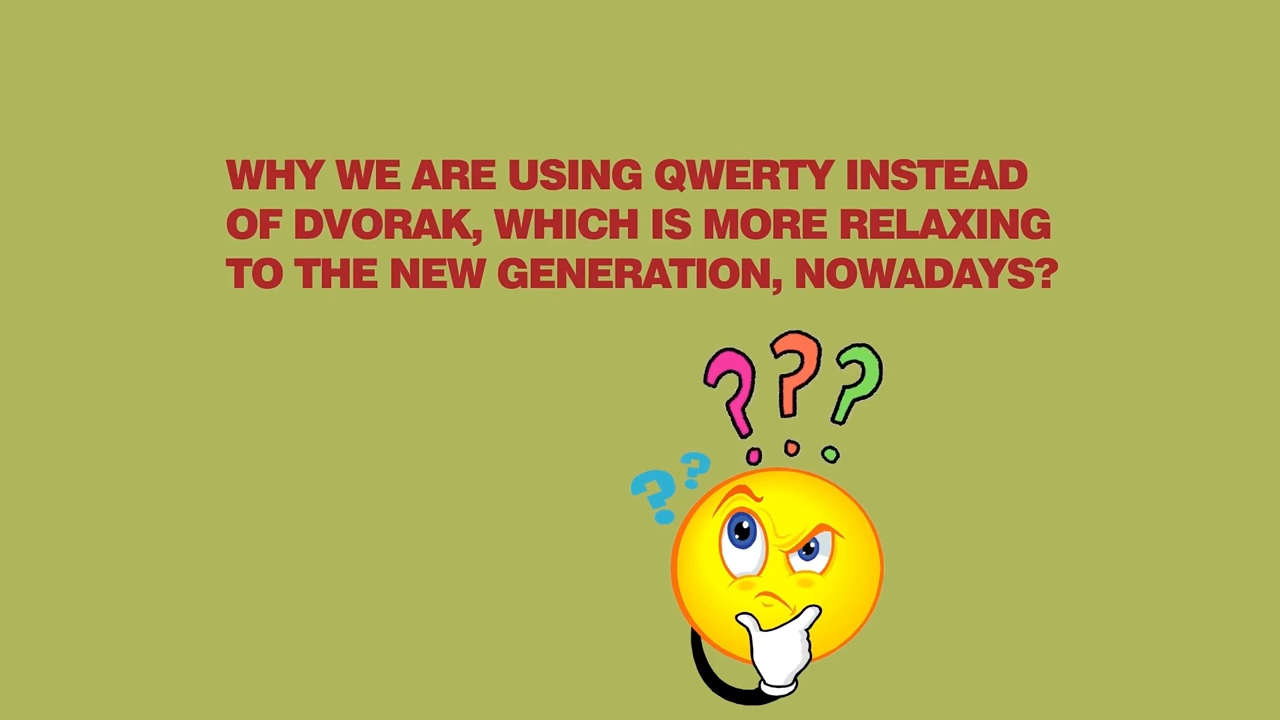 WHY WE ARE USING QWERTY INSTEAD
OF DVORAK, WHICH IS MORE RELAXING
TO THE NEW GENERATION, NOWADAYS?